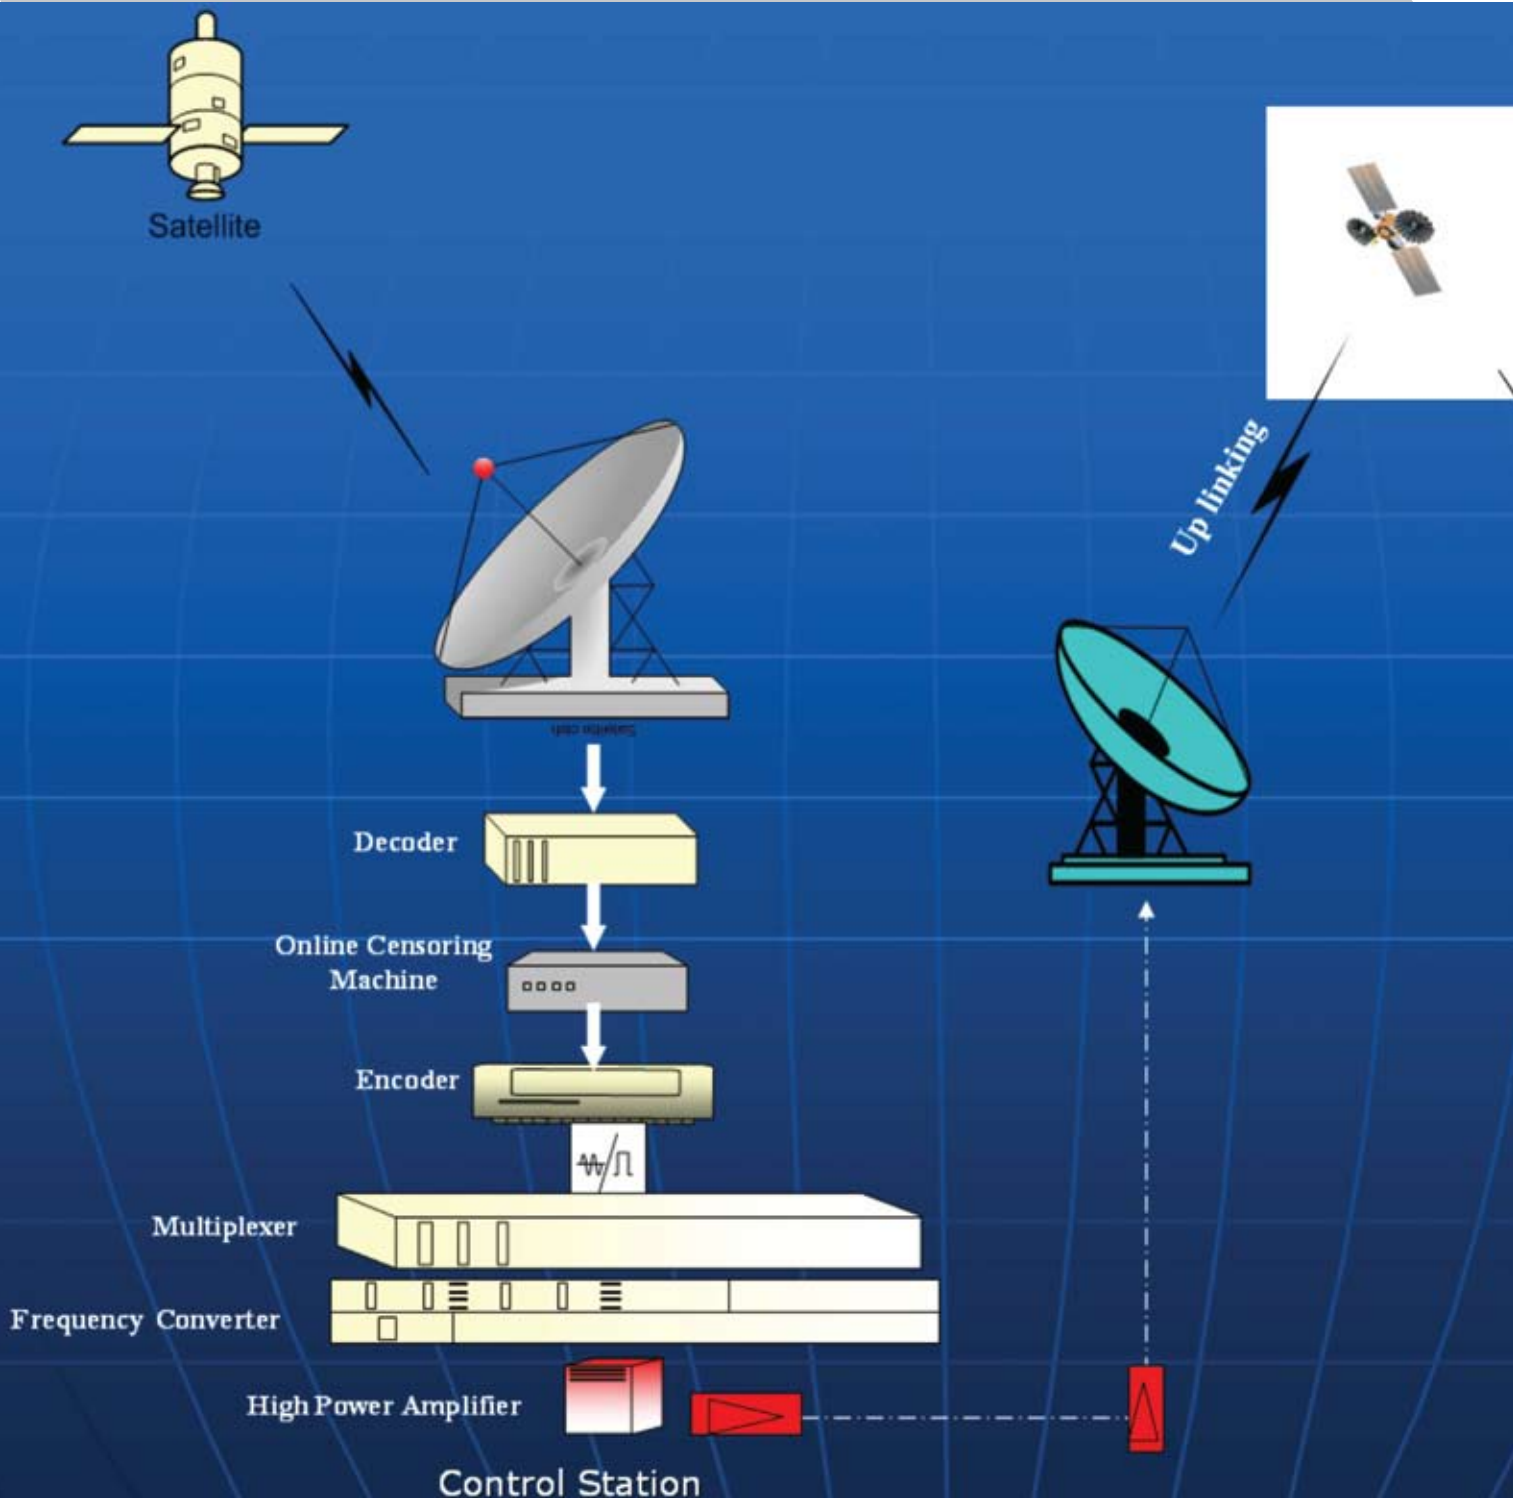 Satellite
Up linking
Decoder
Online Censoring
Machine
Encoder
Multiplexer
Frequency Converter
High Power Amplifier
Control Station